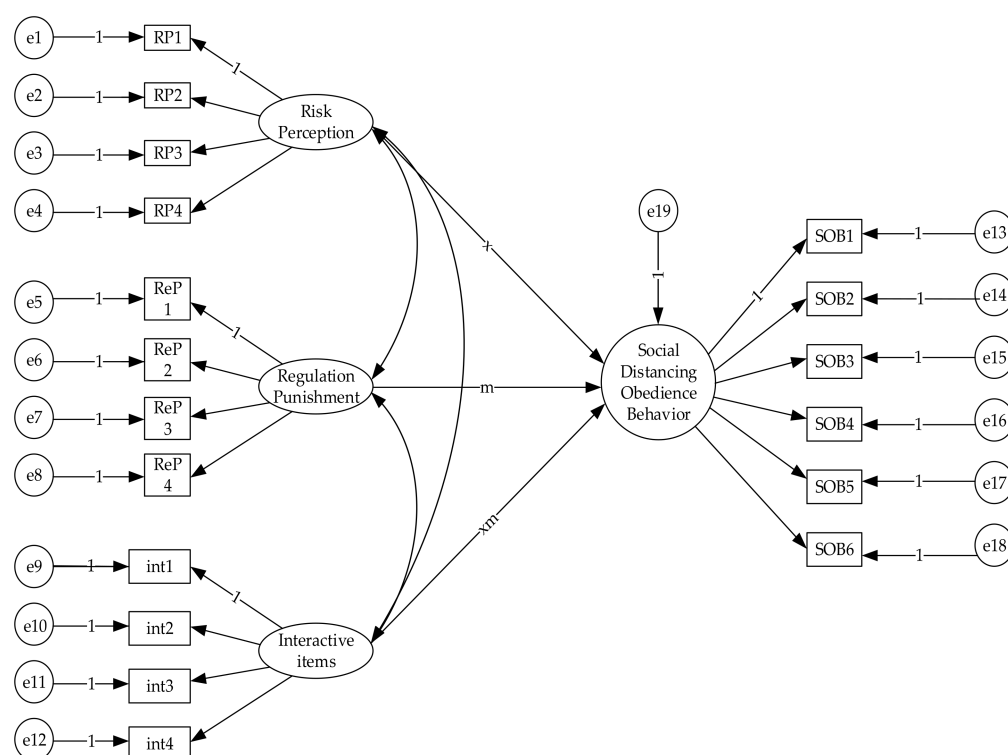 e1
1
RP1
e2
1
RP2
e3
1
RP3
e4
1
RP4
1
Risk
Perception
e5
1
ReP
1
e6
1
ReP
2
e7
1
ReP
3
e8
1
ReP
4
1
Regulation
Punishment
e9
1
int1
e10
1
int2
e11
1
int3
e12
1
int4
1
Interactive
items
x
m
xm
e19
1
Social
Distancing
Obedience
Behavior
1
SOB1
1
e13
SOB2
1
e14
SOB3
1
e15
SOB4
1
e16
SOB5
1
e17
SOB6
1
e18